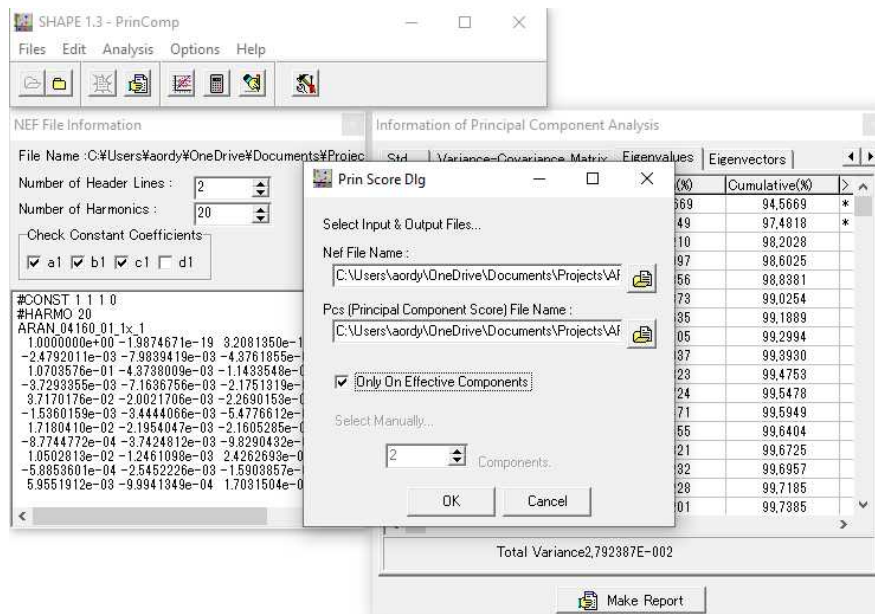 SHAPE 1.3 - PrinComp
Files Edit Analysis Options Help
NEF File Information
File Name :C:¥Users¥aordy¥OneDrive¥Documents¥Projec
Number of Header Lines : 2
Number of Harmonics : 20
Check Constant Coefficients
a1 b1 c1 d1
#CONST 1 1 1 0
#HARMO 20
ARAN_04160_01_1x_1
1.0000000e+00 -1.9874671e-19 3.2081350e-1
-2.4792011e-03 -7.9839419e-03 -4.3761855e-
1.0703576e-01 -4.3738009e-03 -1.1433548e-
-3.7293355e-03 -7.1636756e-03 -2.1751319e-
3.7170176e-02 -2.0021706e-03 -2.2690153e-
-1.5360159e-03 -3.4444066e-03 -5.4776612e-
1.7180410e-02 -2.1954047e-03 -2.1605285e-
-8.7744772e-04 -3.7424812e-03 -9.8290432e-
1.0502813e-02 -1.2461098e-03 2.4262693e-0
-5.8853601e-04 -2.5452226e-03 -1.5903857e-
5.9551912e-03 -9.9941349e-04 1.7031504e-0
Prin Score Dlg
Select Input & Output Files...
Nef File Name :
C:\Users\aordy\OneDrive\Documents\Projects\AF
Pcs (Principal Component Score) File Name :
C:\Users\aordy\OneDrive\Documents\Projects\AF
Only On Effective Components
Select Manually...
2 Components.
OK Cancel
Information of Principal Component Analysis
Std. Variance-Covariance Matrix Eigenvalues Eigenvectors
(%) Cumulative(%) >
569 94,5669 *
49 97,4818 *
10 98,2028
97 98,6025
356 98,8381
73 99,0254
335 99,1889
05 99,2994
37 99,3930
23 99,4753
24 99,5478
71 99,5949
55 99,6404
321 99,6725
232 99,6957
228 99,7185
201 99,7385
Total Variance2,792387E-002
Make Report